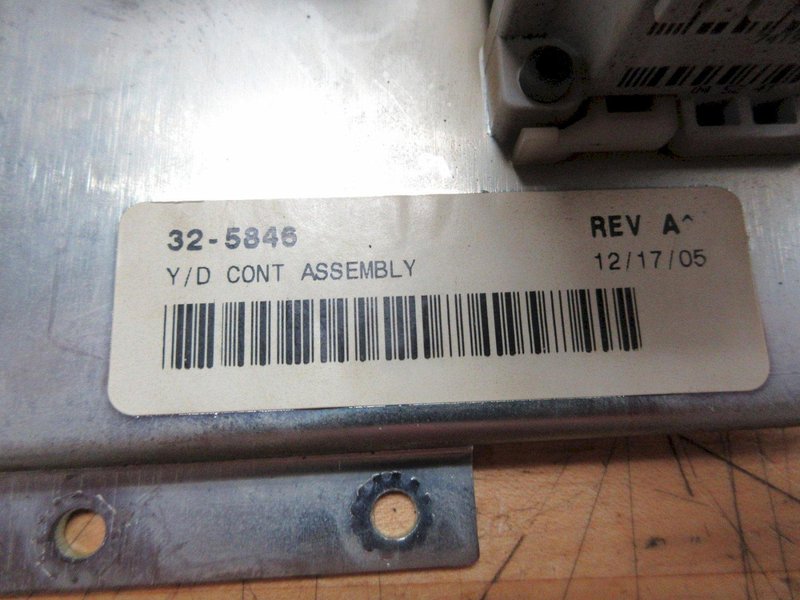 32-5846
REV A^
Y/D CONT ASSEMBLY
12/17/05